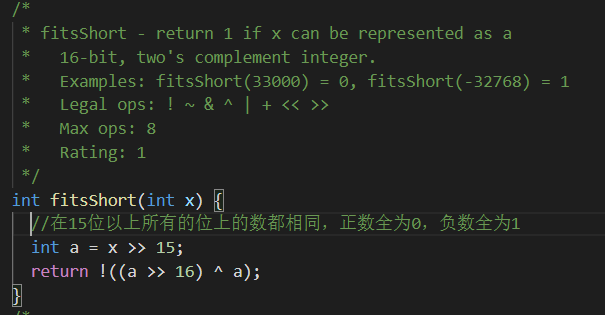 /*
 * fitsShort - return 1 if x can be represented as a
 *   16-bit, two's complement integer.
 *   Examples: fitsShort(33000) = 0, fitsShort(-32768) = 1
 *   Legal ops: ! ~ & ^ | + << >>
 *   Max ops: 8
 *   Rating: 1
 */
int fitsShort(int x) {
  //在15位以上所有的位上的数都相同，正数全为0，负数全为1
  int a = x >> 15;
  return !((a >> 16) ^ a);
}
/*